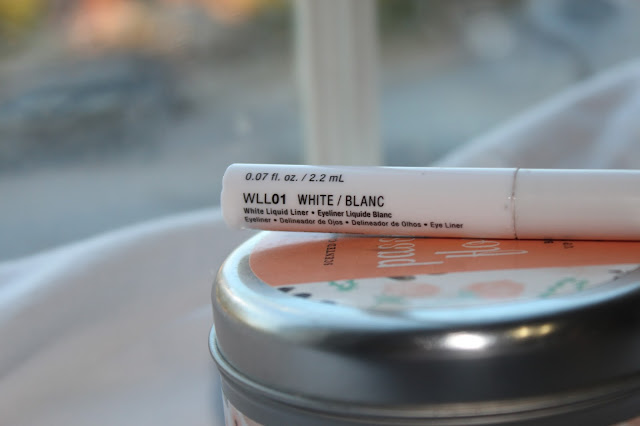 0.07 fl. oz. / 2.2 mL
WLL01 WHITE / BLANC
White Liquid Liner • Eyeliner Liquide Blanc
Eyeliner • Delineador de Ojos • Delineador de Olhos • Eye Liner